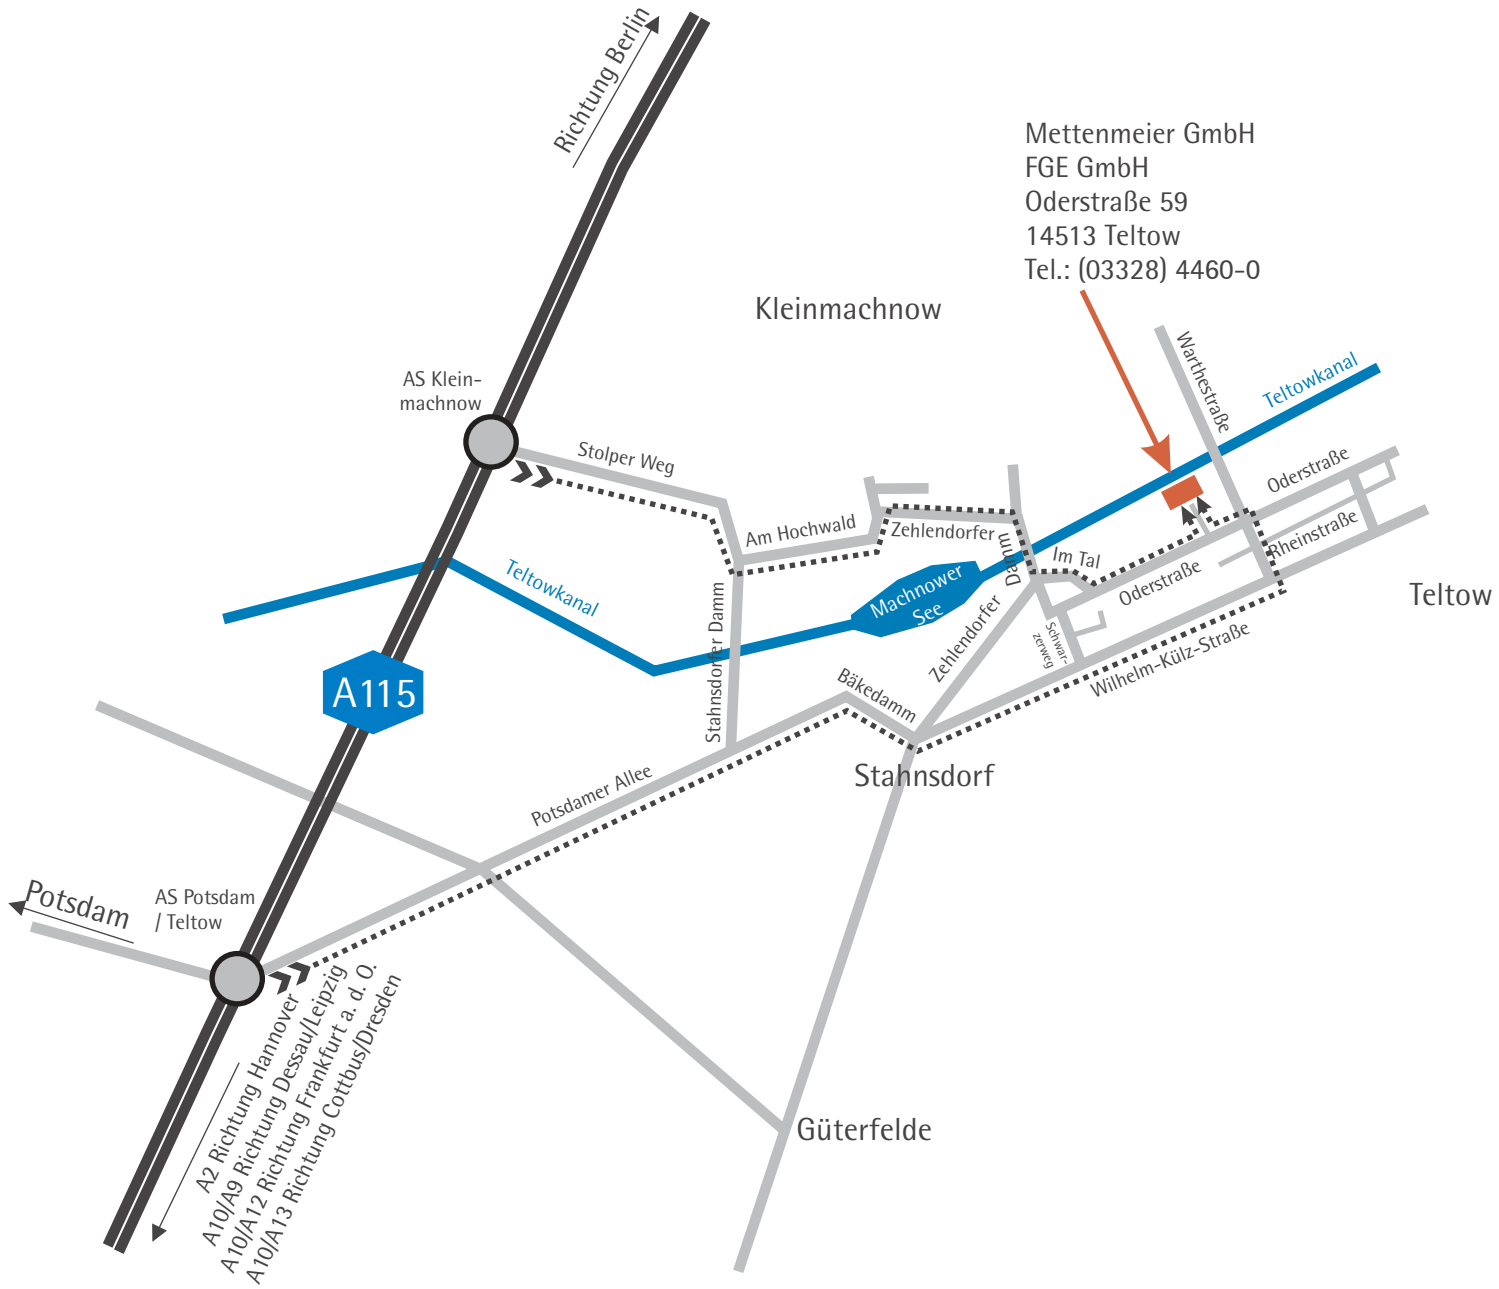 Richtung Berlin
Mettenmeier GmbH
FGE GmbH
Oderstraße 59
14513 Teltow
Tel.: (03328) 4460-0
Kleinmachnow
Warthestraße
Teltowkanal
AS Klein-
machnow
Stolper Weg
Am Hochwald
Zehlendorfer
Damm
Im Tal
Oderstraße
Rheinstraße
Oderstraße
Teltow
Teltowkanal
Machnower
See
Stahnsdorfer Damm
Zehlendorfer
Schwar-
zerweg
Wilhelm-Külz-Straße
A115
Bäkedamm
Stahnsdorf
Potsdamer Allee
Potsdam
AS Potsdam
/ Teltow
A2 Richtung Hannover
A10/A9 Richtung Dessau/Leipzig
A10/A12 Richtung Frankfurt a. d. O.
A10/A13 Richtung Cottbus/Dresden
Güterfelde